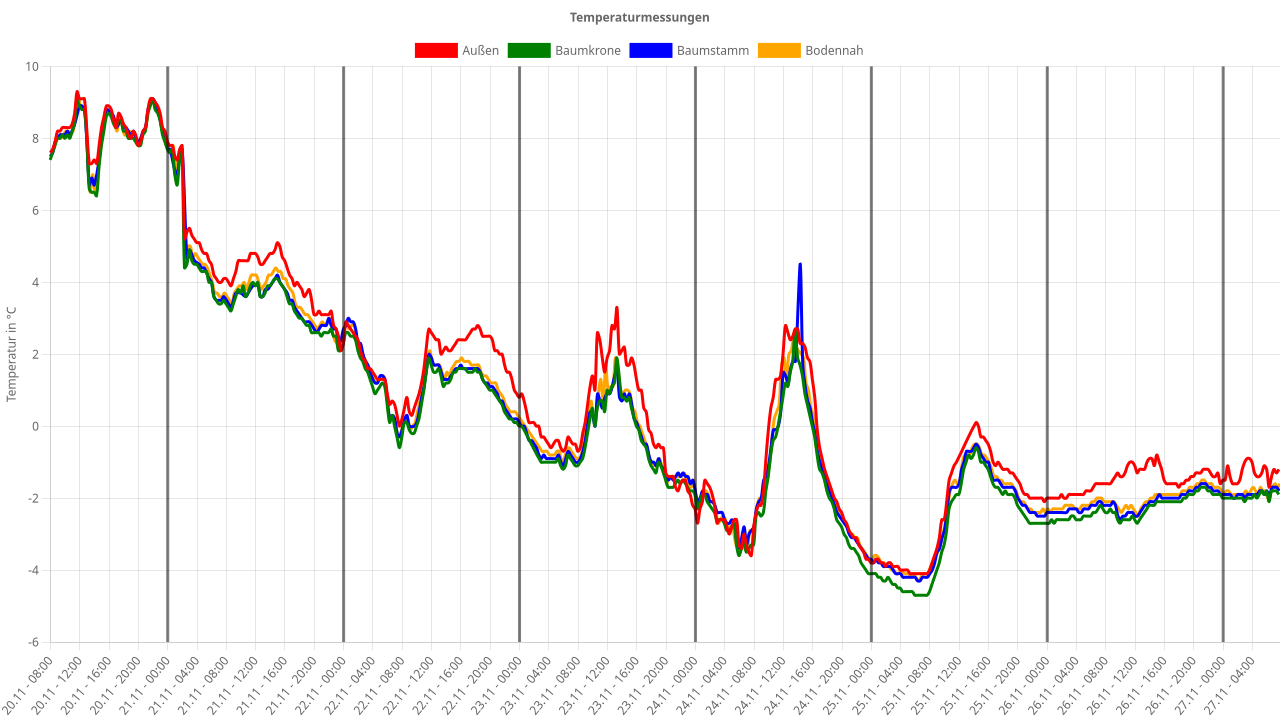 Temperaturmessungen
Außen Baumkrone Baumstamm Bodennah
Temperatur in °C
10
8
6
4
2
0
-2
-4
-6
20.11 - 08:00
20.11 - 12:00
20.11 - 16:00
20.11 - 20:00
21.11 - 00:00
21.11 - 04:00
21.11 - 08:00
21.11 - 12:00
21.11 - 16:00
21.11 - 20:00
22.11 - 00:00
22.11 - 04:00
22.11 - 08:00
22.11 - 12:00
22.11 - 16:00
22.11 - 20:00
23.11 - 00:00
23.11 - 04:00
23.11 - 08:00
23.11 - 12:00
23.11 - 16:00
23.11 - 20:00
24.11 - 00:00
24.11 - 04:00
24.11 - 08:00
24.11 - 12:00
24.11 - 16:00
24.11 - 20:00
25.11 - 00:00
25.11 - 04:00
25.11 - 08:00
25.11 - 12:00
25.11 - 16:00
25.11 - 20:00
26.11 - 00:00
26.11 - 04:00
26.11 - 08:00
26.11 - 12:00
26.11 - 16:00
26.11 - 20:00
27.11 - 00:00
27.11 - 04:00